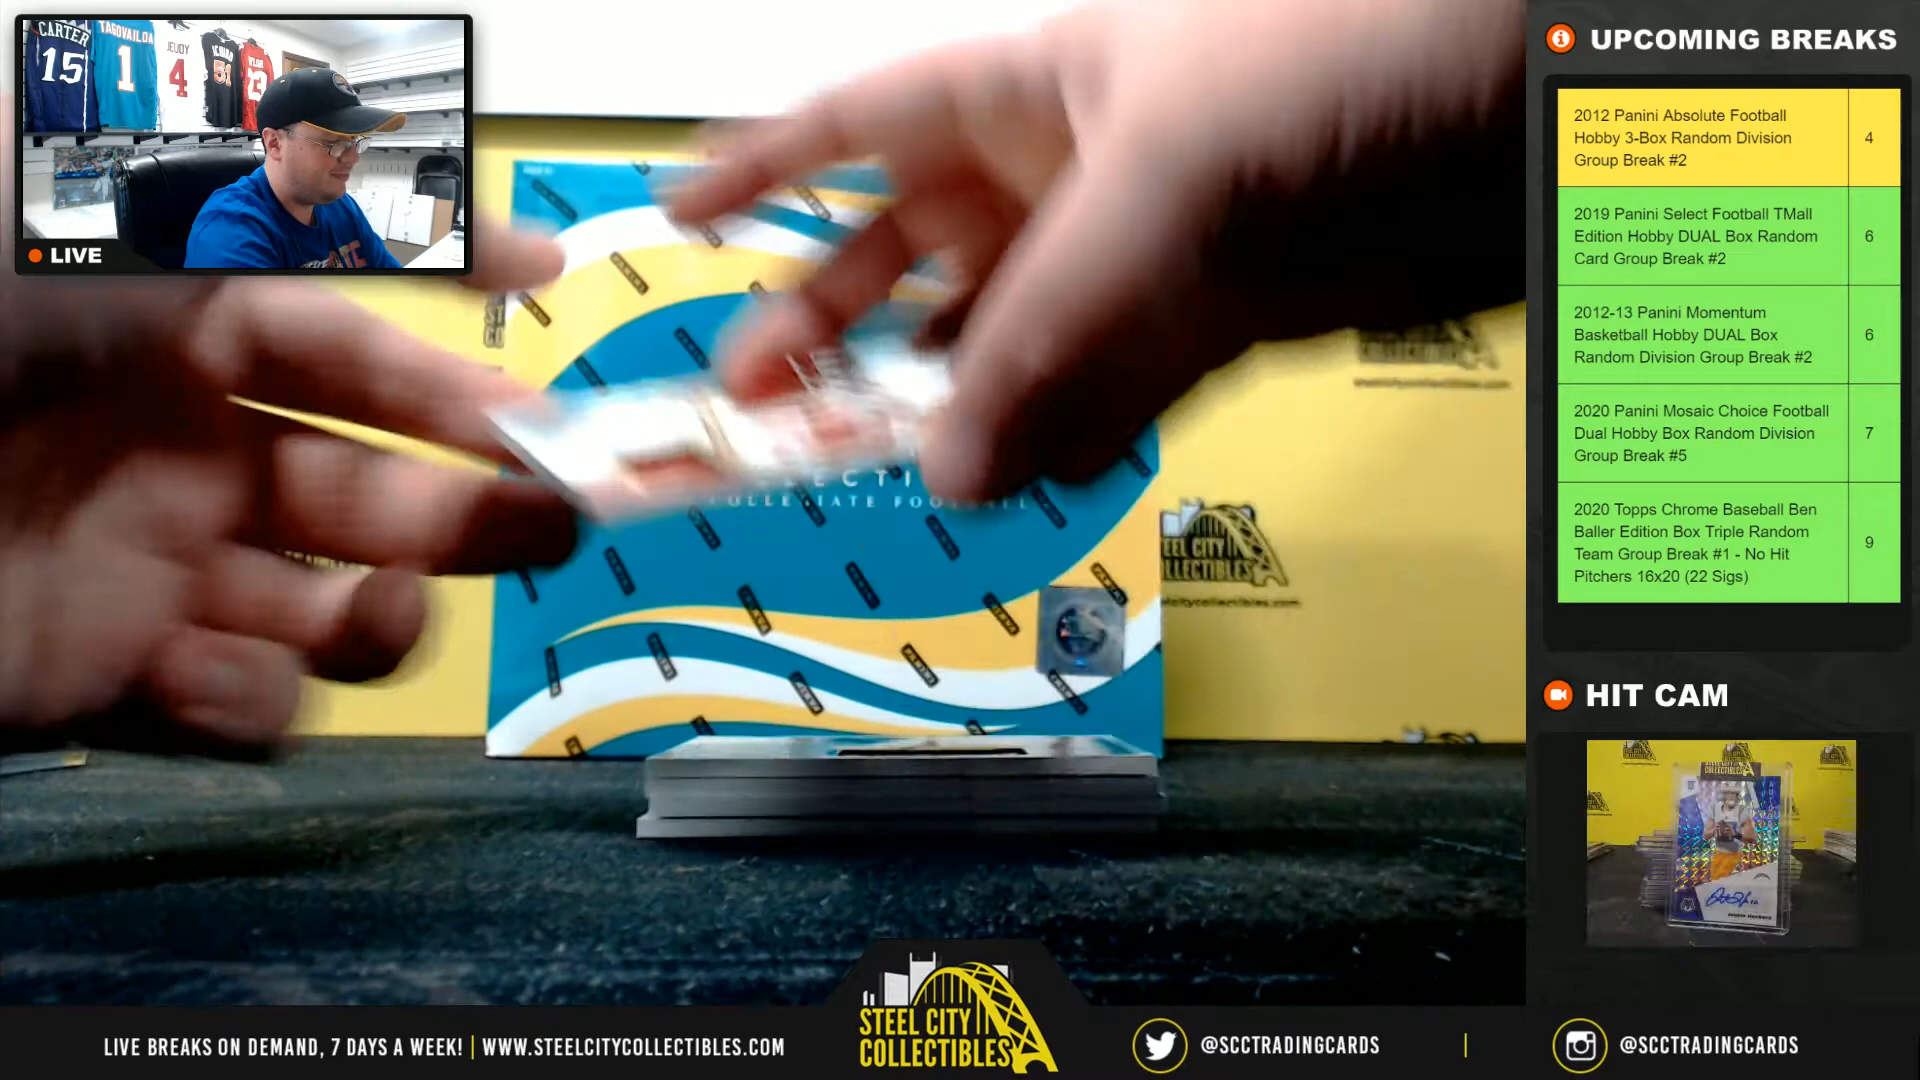 CARTER
15
TAGOVAILOA
1
JEUDY
4
ICHIRO
51
23
LIVE
UPCOMING BREAKS
2012 Panini Absolute Football
Hobby 3-Box Random Division
Group Break #2
4
2019 Panini Select Football TMall
Edition Hobby DUAL Box Random
Card Group Break #2
6
2012-13 Panini Momentum
Basketball Hobby DUAL Box
Random Division Group Break #2
6
2020 Panini Mosaic Choice Football
Dual Hobby Box Random Division
Group Break #5
7
2020 Topps Chrome Baseball Ben
Baller Edition Box Triple Random
Team Group Break #1 - No Hit
Pitchers 16x20 (22 Sigs)
9
HIT CAM
STEEL CITY
COLLECTIBLES
LIVE BREAKS ON DEMAND, 7 DAYS A WEEK! | WWW.STEELCITYCOLLECTIBLES.COM
@SCCTRADINGCARDS
@SCCTRADINGCARDS